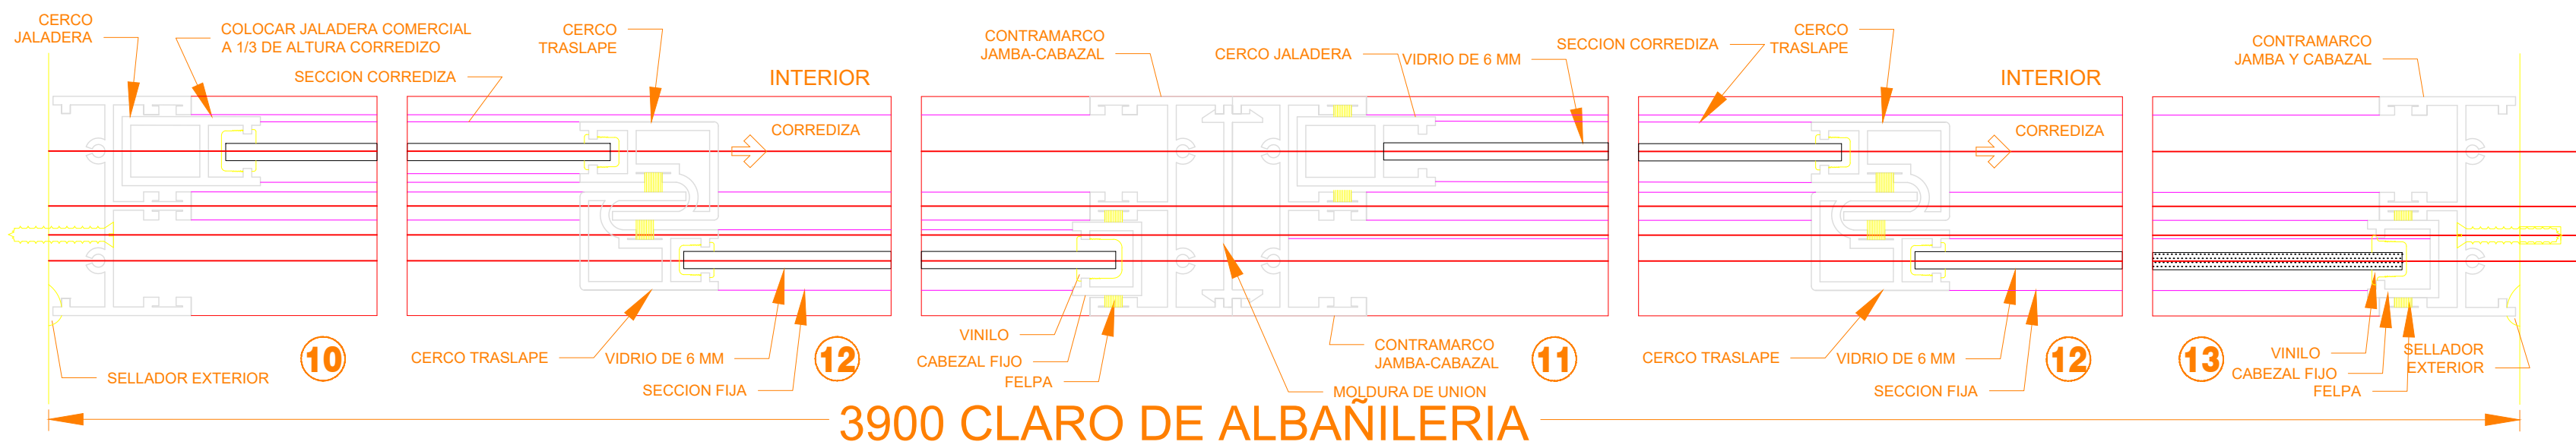 CERCO
JALADERA
COLOCAR JALADERA COMERCIAL
A 1/3 DE ALTURA CORREDIZO
SECCION CORREDIZA
CERCO
TRASLAPE
INTERIOR
CORREDIZA
CONTRAMARCO
JAMBA-CABAZAL
CERCO JALADERA
VIDRIO DE 6 MM
SECCION CORREDIZA
CERCO
TRASLAPE
INTERIOR
CORREDIZA
CONTRAMARCO
JAMBA Y CABAZAL
SELLADOR EXTERIOR
10
CERCO TRASLAPE
VIDRIO DE 6 MM
SECCION FIJA
12
VINILO
CABEZAL FIJO
FELPA
MOLDURA DE UNION
CONTRAMARCO
JAMBA-CABAZAL
11
CERCO TRASLAPE
VIDRIO DE 6 MM
SECCION FIJA
12
13
VINILO
CABEZAL FIJO
FELPA
SELLADOR
EXTERIOR
3900 CLARO DE ALBAÑILERIA